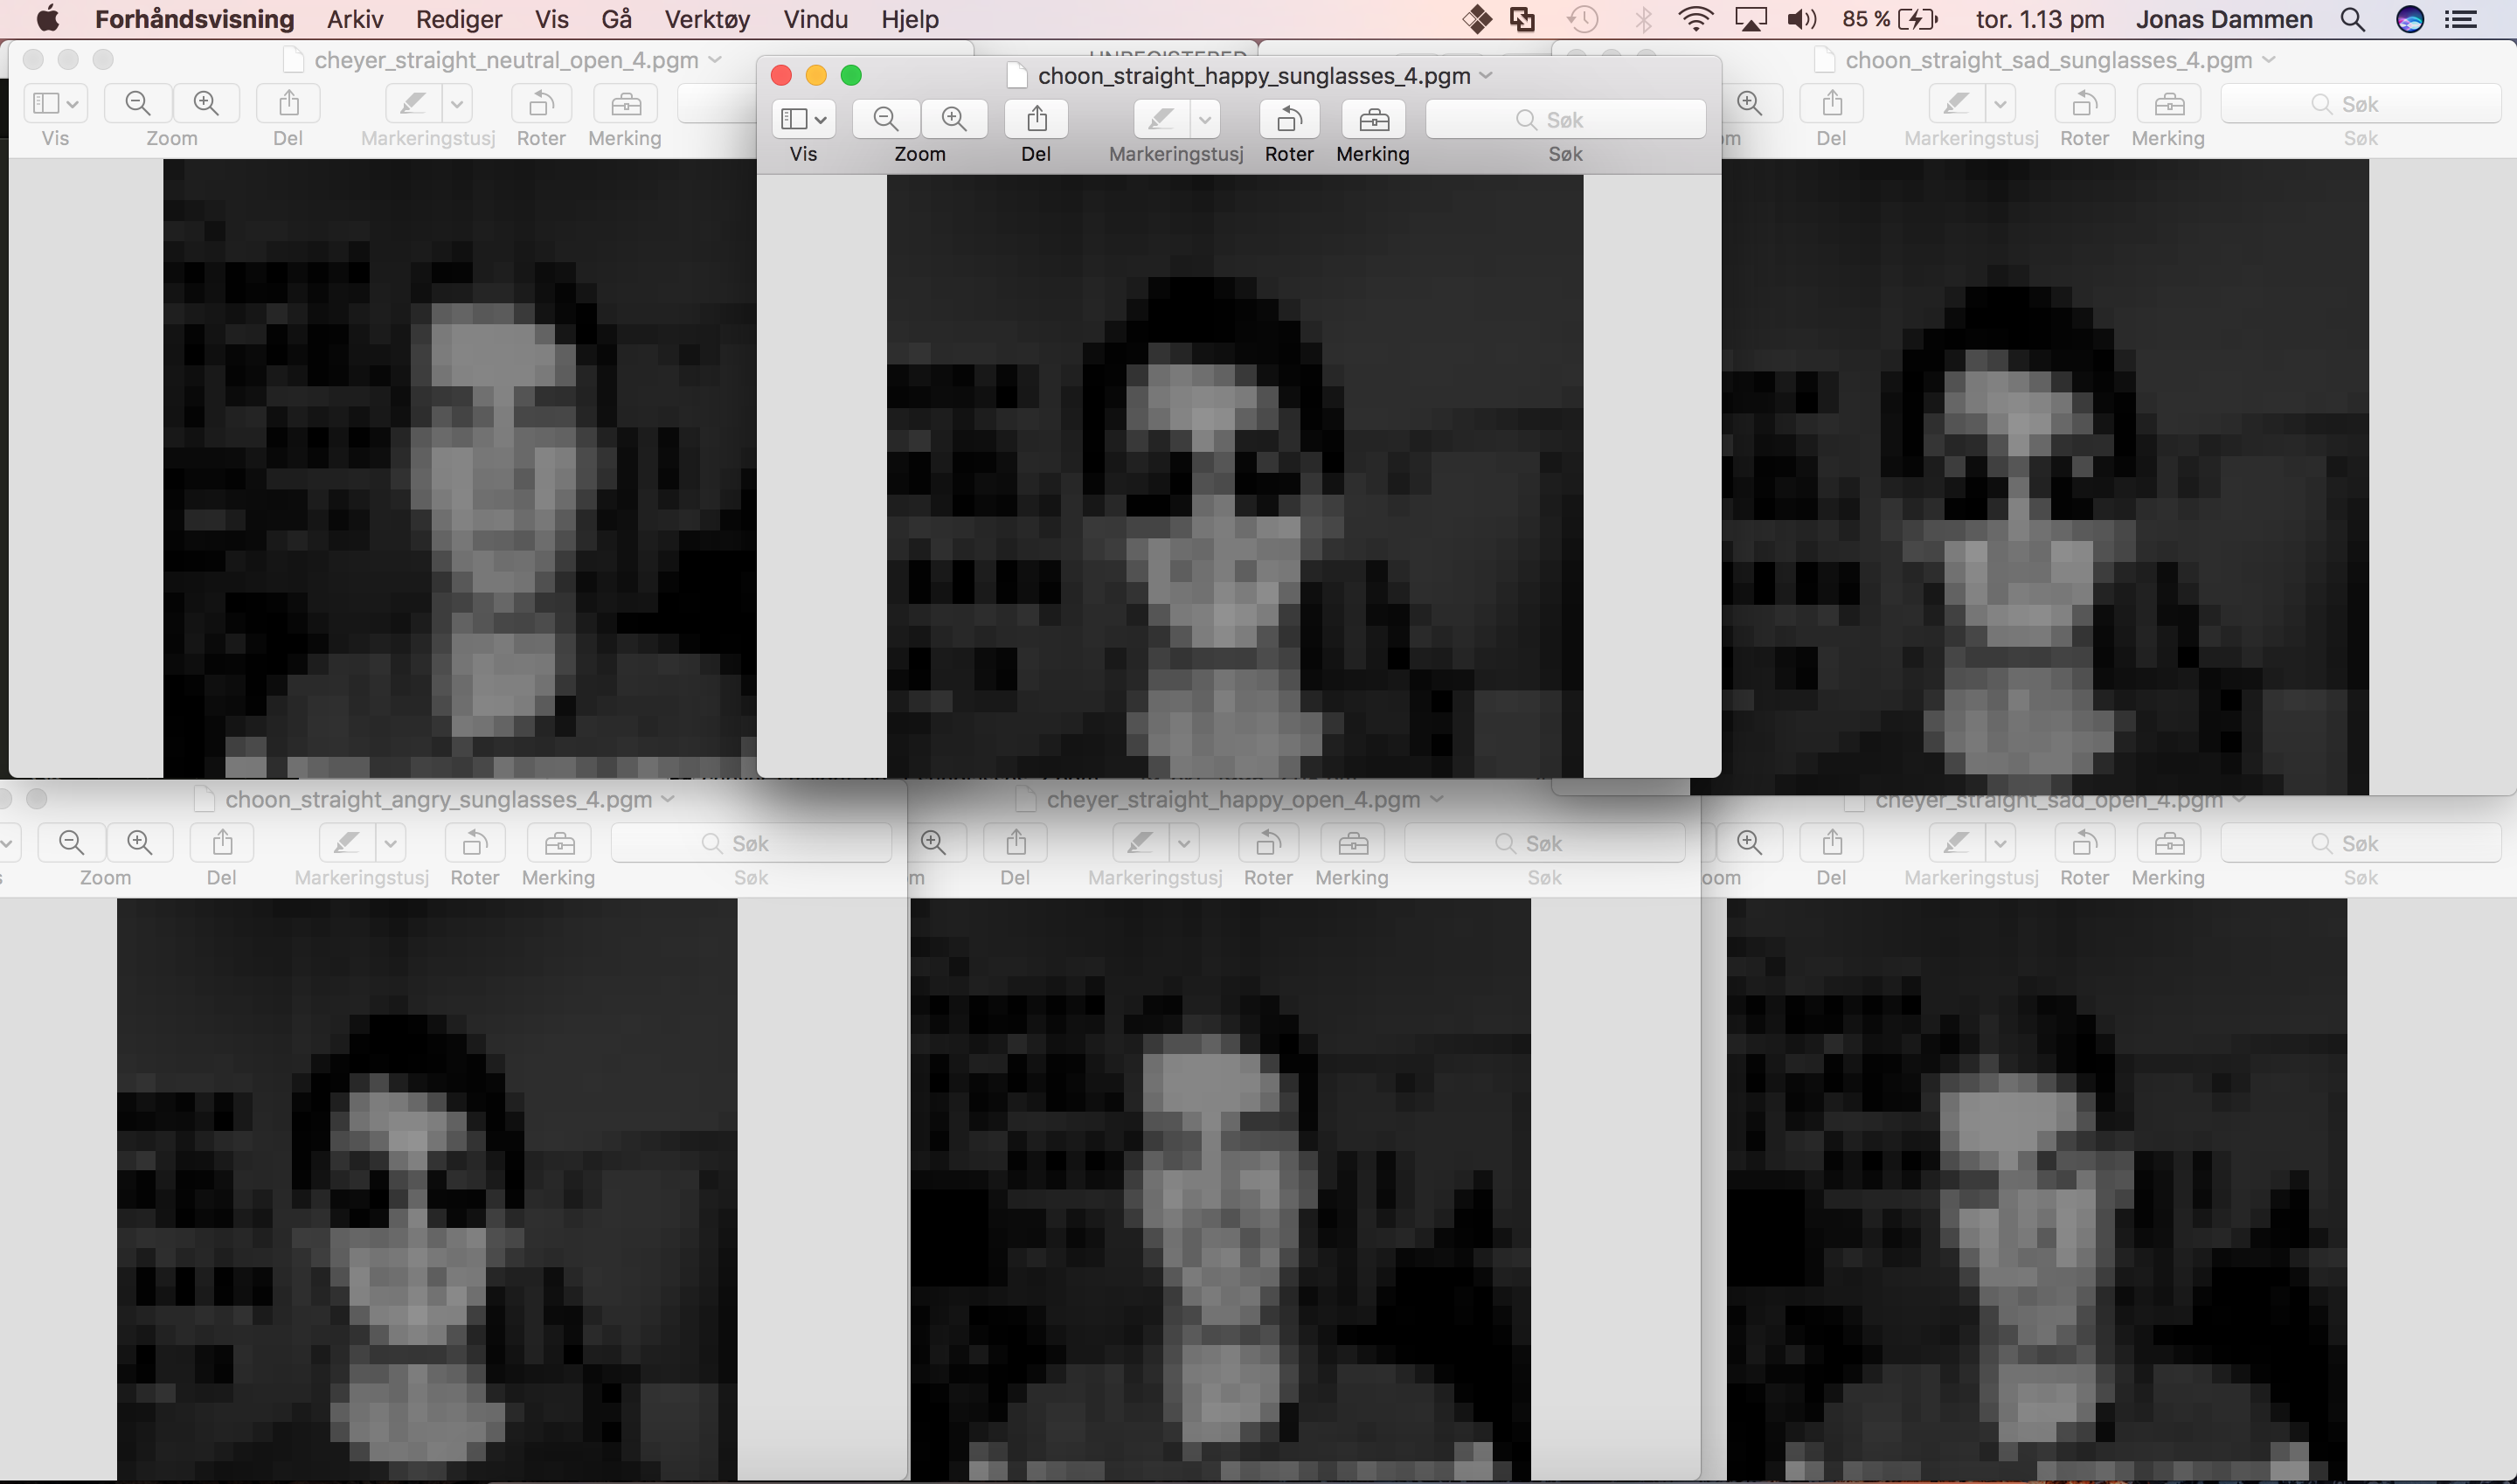 Forhåndsvisning Arkiv Rediger Vis Gå Verktøy Vindu Hjelp 85 % tor. 1.13 pm Jonas Dammen
cheyer_straight_neutral_open_4.pgm
Vis Zoom Del Markeringstusj Roter Merking
UNREGISTERED
choon_straight_happy_sunglasses_4.pgm
Søk
Vis Zoom Del Markeringstusj Roter Merking Søk
choon_straight_sad_sunglasses_4.pgm
Søk
om Del Markeringstusj Roter Merking Søk
choon_straight_angry_sunglasses_4.pgm
Søk
s Zoom Del Markeringstusj Roter Merking Søk
cheyer_straight_happy_open_4.pgm
Søk
m Del Markeringstusj Roter Merking Søk
cheyer_straight_sad_open_4.pgm
Søk
oom Del Markeringstusj Roter Merking Søk